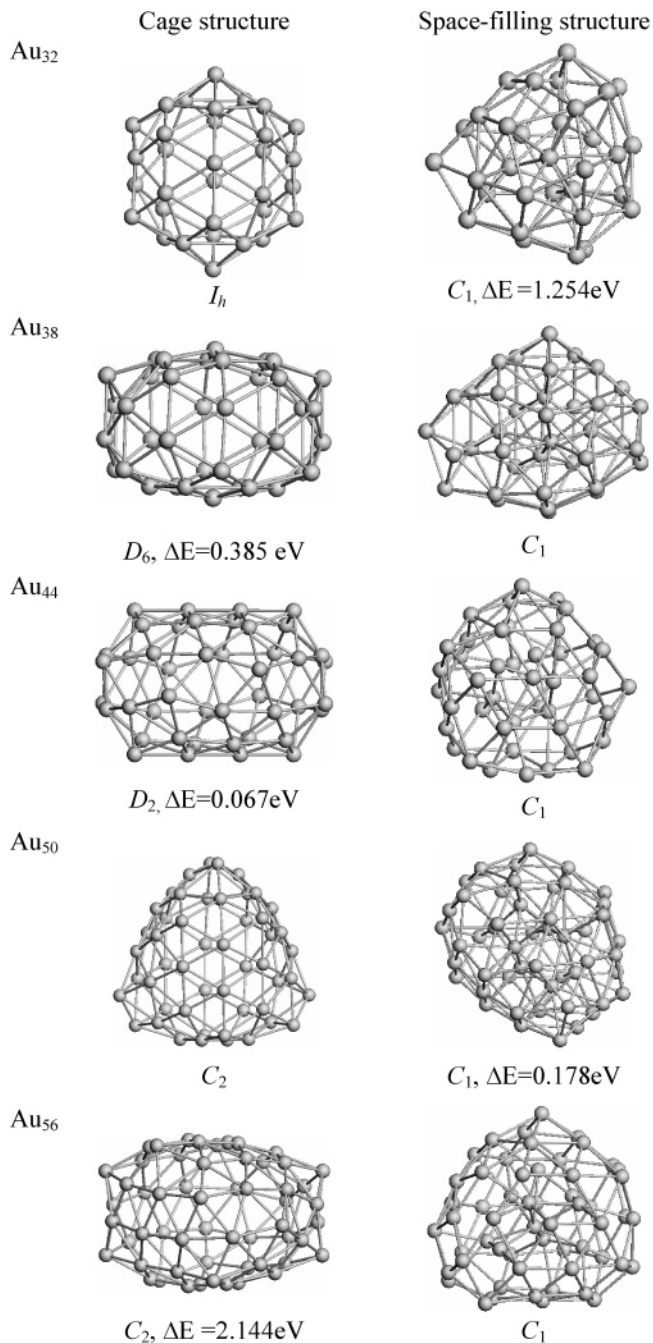 Cage structure Space-filling structure
Au32
Ih C1, ΔE =1.254eV
Au38
D6, ΔE=0.385 eV C1
Au44
D2, ΔE=0.067eV C1
Au50
C2 C1, ΔE=0.178eV
Au56
C2, ΔE =2.144eV C1